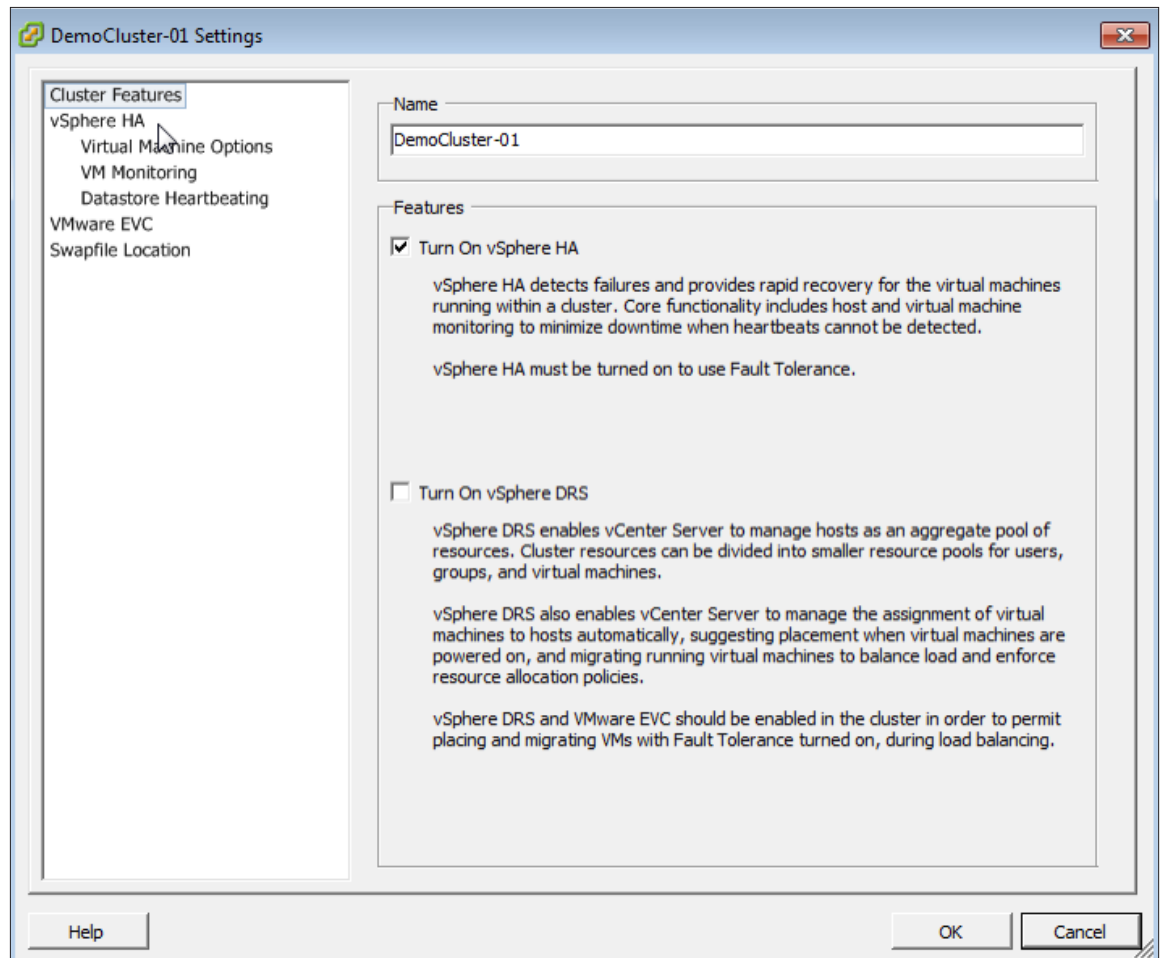 DemoCluster-01 Settings
Cluster Features
vSphere HA
Virtual Machine Options
VM Monitoring
Datastore Heartbeating
VMware EVC
Swapfile Location
Name
DemoCluster-01
Features
Turn On vSphere HA
vSphere HA detects failures and provides rapid recovery for the virtual machines
running within a cluster. Core functionality includes host and virtual machine
monitoring to minimize downtime when heartbeats cannot be detected.
vSphere HA must be turned on to use Fault Tolerance.
Turn On vSphere DRS
vSphere DRS enables vCenter Server to manage hosts as an aggregate pool of
resources. Cluster resources can be divided into smaller resource pools for users,
groups, and virtual machines.
vSphere DRS also enables vCenter Server to manage the assignment of virtual
machines to hosts automatically, suggesting placement when virtual machines are
powered on, and migrating running virtual machines to balance load and enforce
resource allocation policies.
vSphere DRS and VMware EVC should be enabled in the cluster in order to permit
placing and migrating VMs with Fault Tolerance turned on, during load balancing.
Help
OK
Cancel